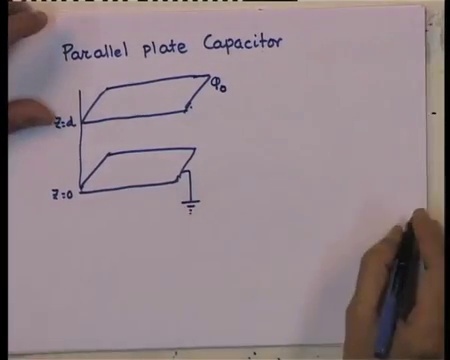 Parallel plate Capacitor
φ₀
z=d
z=0